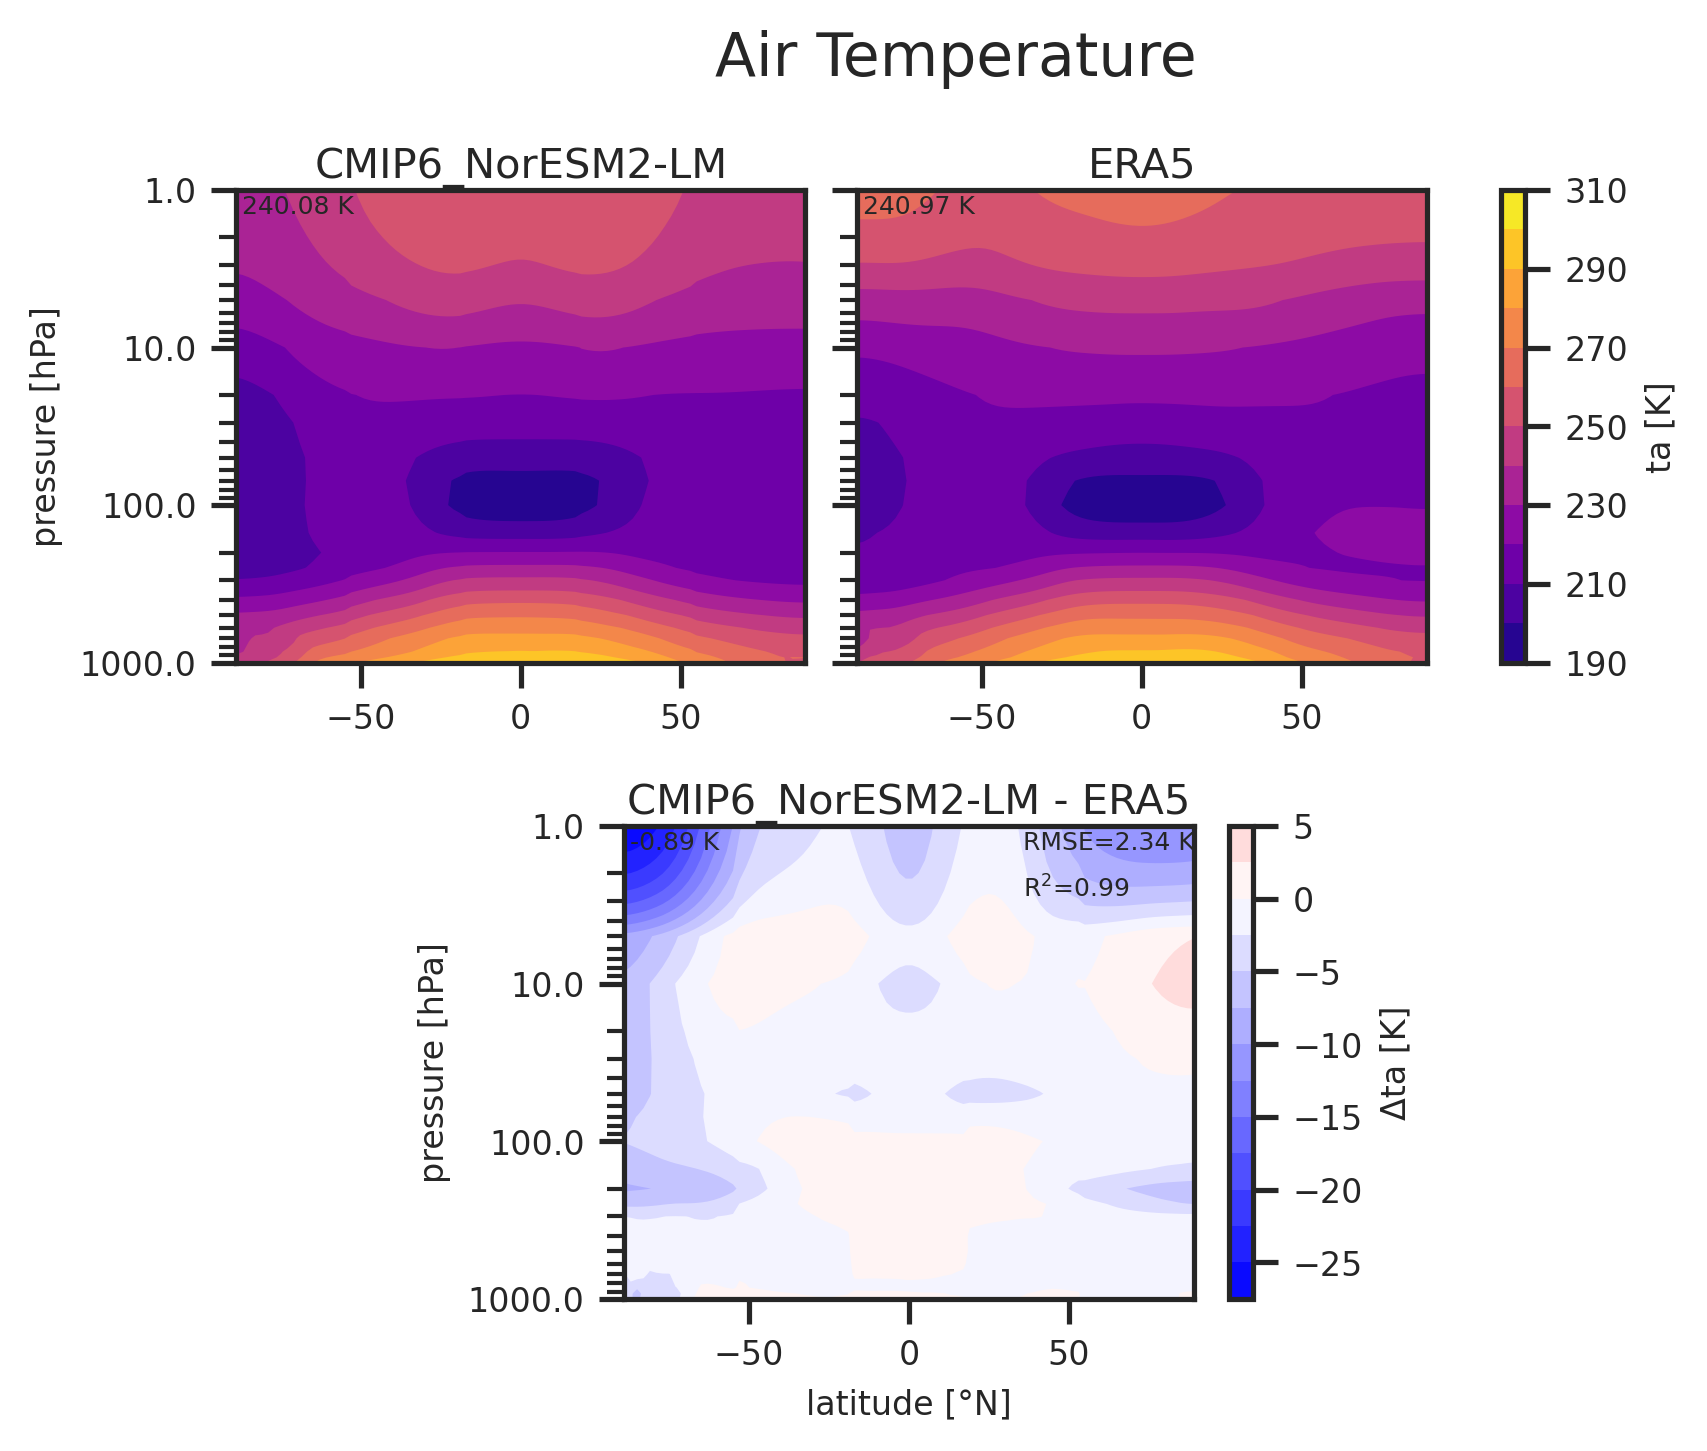 Air Temperature
CMIP6_NorESM2-LM
ERA5
240.08 K
240.97 K
1.0
10.0
100.0
1000.0
pressure [hPa]
−50
0
50
−50
0
50
310
290
270
250
230
210
190
ta [K]
CMIP6_NorESM2-LM - ERA5
-0.89 K
RMSE=2.34 K
R²=0.99
1.0
10.0
100.0
1000.0
pressure [hPa]
−50
0
50
latitude [°N]
5
0
−5
−10
−15
−20
−25
Δta [K]